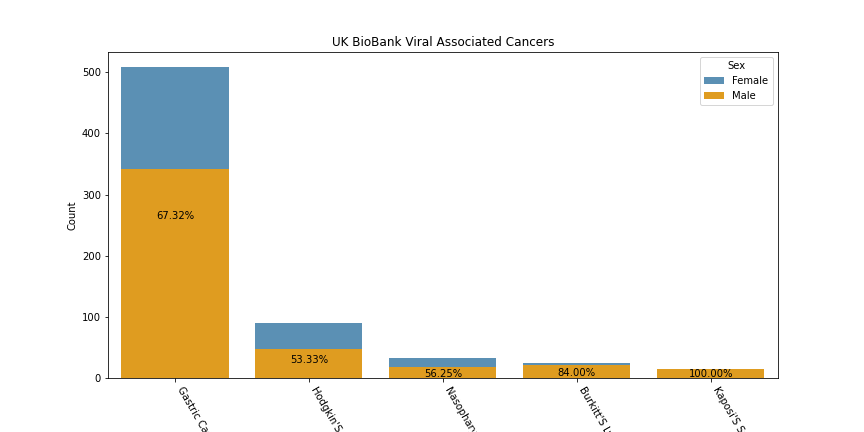 UK BioBank Viral Associated Cancers
Sex
Female
Male
Count
500
400
300
200
100
0
67.32%
53.33%
56.25%
84.00%
100.00%
Gastric Ca
Hodgkin'S
Nasophar
Burkitt'S L
Kaposi'S S